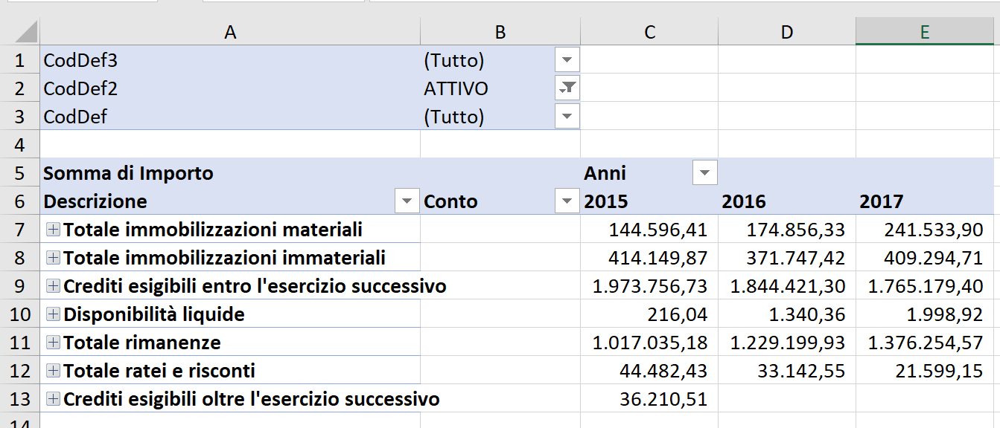 A B C D E
1 CodDef3 (Tutto)
2 CodDef2 ATTIVO
3 CodDef (Tutto)
4
5 Somma di Importo Anni
6 Descrizione Conto 2015 2016 2017
7 Totale immobilizzazioni materiali 144.596,41 174.856,33 241.533,90
8 Totale immobilizzazioni immateriali 414.149,87 371.747,42 409.294,71
9 Crediti esigibili entro l'esercizio successivo 1.973.756,73 1.844.421,30 1.765.179,40
10 Disponibilità liquide 216,04 1.340,36 1.998,92
11 Totale rimanenze 1.017.035,18 1.229.199,93 1.376.254,57
12 Totale ratei e risconti 44.482,43 33.142,55 21.599,15
13 Crediti esigibili oltre l'esercizio successivo 36.210,51
14